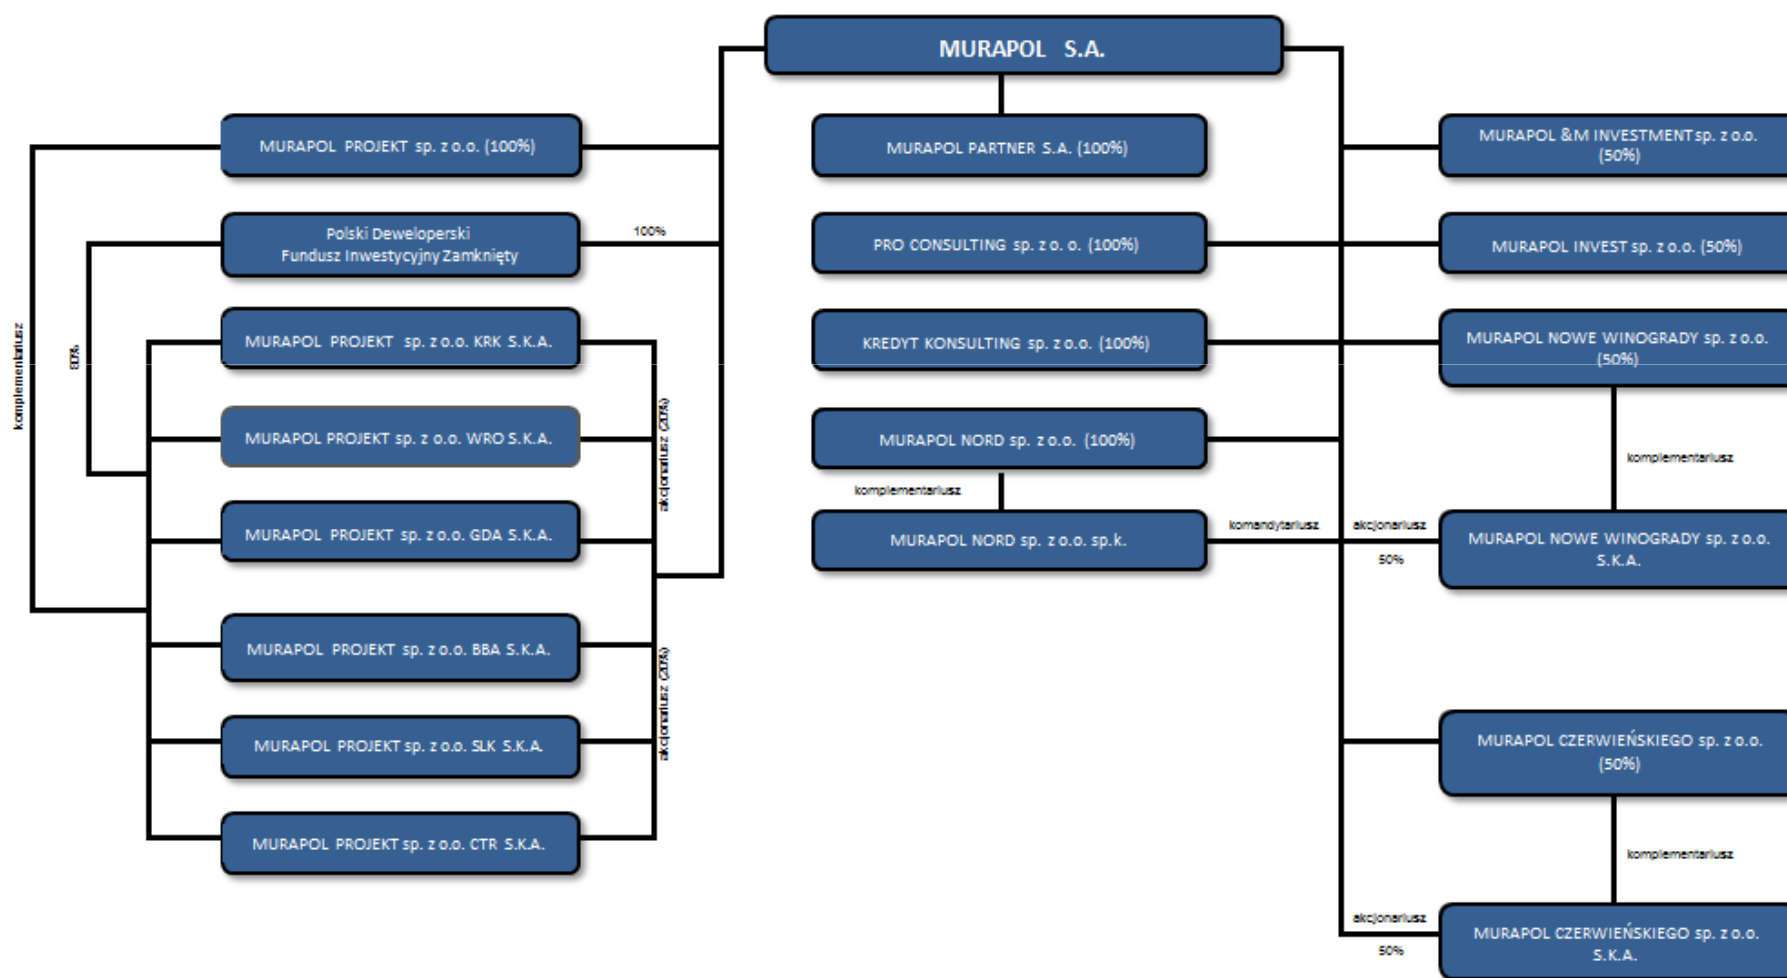 MURAPOL S.A.
MURAPOL PROJEKT sp. z o.o. (100%)
Polski Deweloperski
Fundusz Inwestycyjny Zamknięty
100%
MURAPOL PROJEKT sp. z o.o. KRK S.K.A.
MURAPOL PROJEKT sp. z o.o. WRO S.K.A.
MURAPOL PROJEKT sp. z o.o. GDA S.K.A.
MURAPOL PROJEKT sp. z o.o. BBA S.K.A.
MURAPOL PROJEKT sp. z o.o. SLK S.K.A.
MURAPOL PROJEKT sp. z o.o. CTR S.K.A.
komplementariusz
80%
akcjonariusz (20%)
akcjonariusz (20%)
MURAPOL PARTNER S.A. (100%)
PRO CONSULTING sp. z o. o. (100%)
KREDYT KONSULTING sp. z o.o. (100%)
MURAPOL NORD sp. z o.o. (100%)
komplementariusz
MURAPOL NORD sp. z o.o. sp.k.
komandytariusz
MURAPOL &M INVESTMENT sp. z o.o.
(50%)
MURAPOL INVEST sp. z o.o. (50%)
MURAPOL NOWE WINOGRADY sp. z o.o.
(50%)
komplementariusz
akcjonariusz
50%
MURAPOL NOWE WINOGRADY sp. z o.o.
S.K.A.
MURAPOL CZERWIEŃSKIEGO sp. z o.o.
(50%)
komplementariusz
akcjonariusz
50%
MURAPOL CZERWIEŃSKIEGO sp. z o.o.
S.K.A.